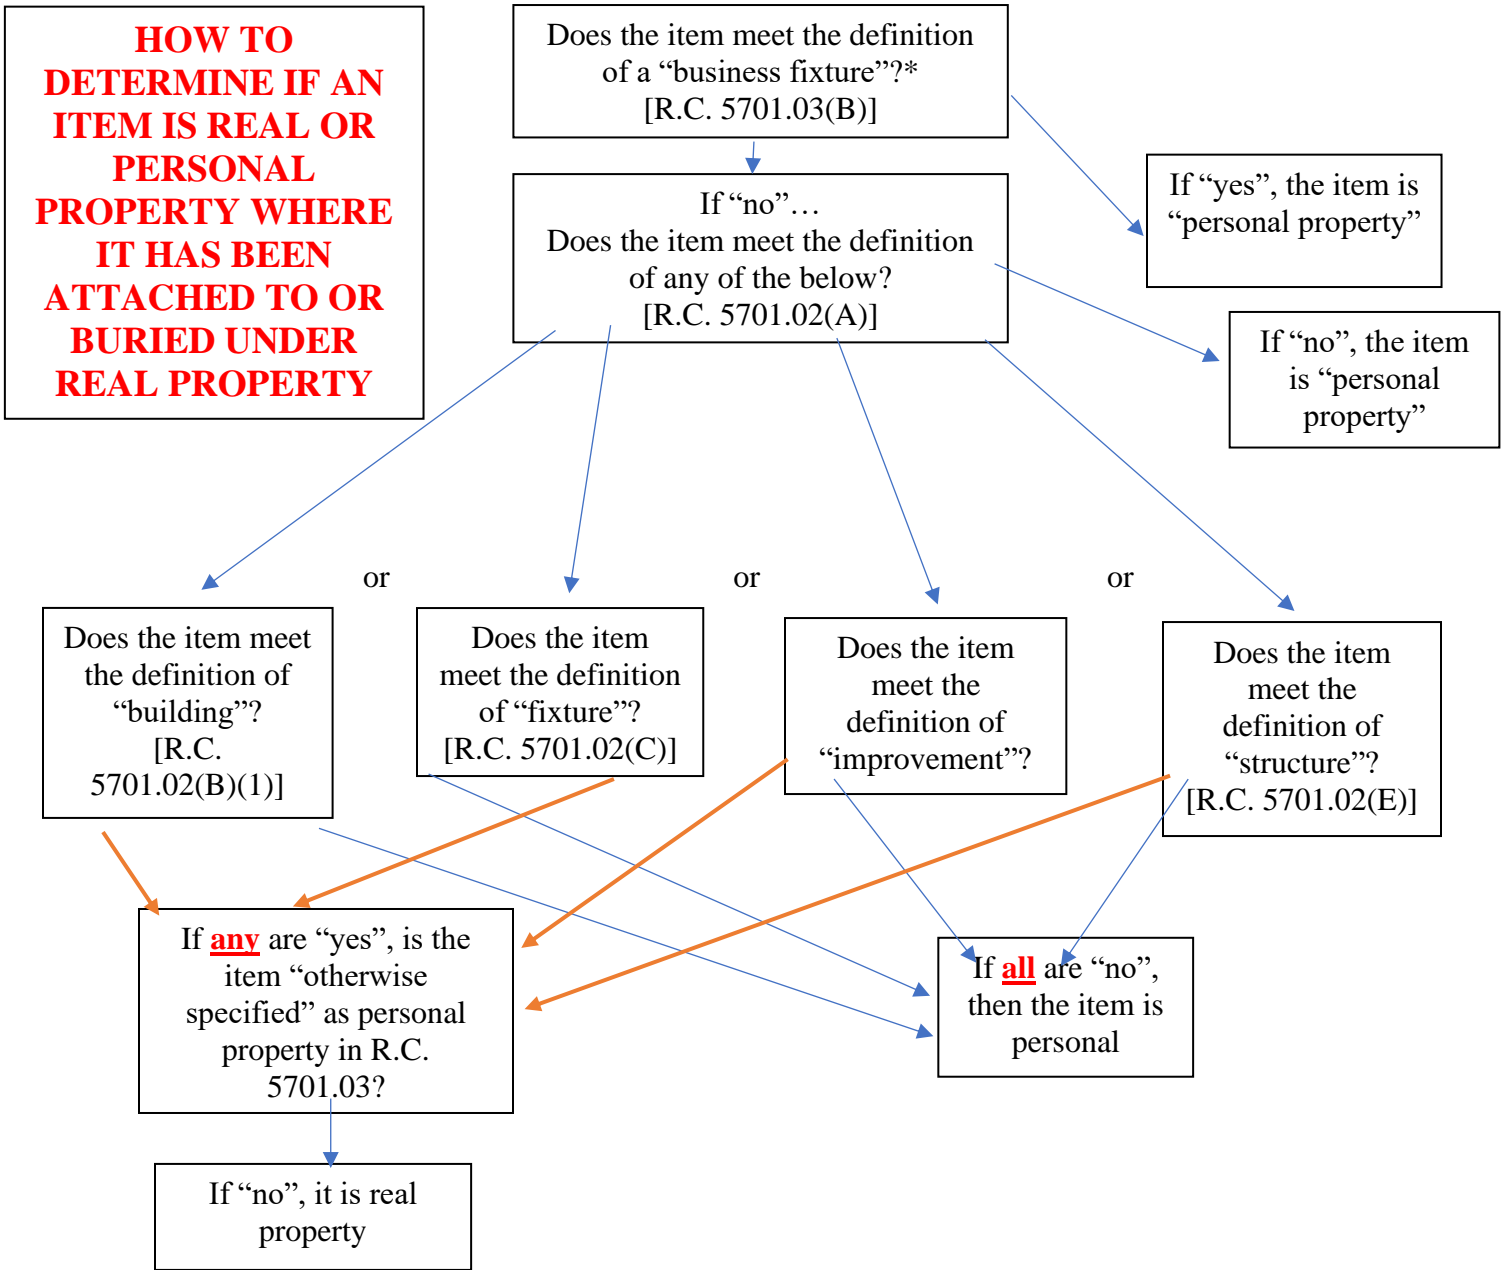 HOW TO
DETERMINE IF AN
ITEM IS REAL OR
PERSONAL
PROPERTY WHERE
IT HAS BEEN
ATTACHED TO OR
BURIED UNDER
REAL PROPERTY
Does the item meet the definition
of a “business fixture”?*
[R.C. 5701.03(B)]
If “yes”, the item is
“personal property”
If “no”…
Does the item meet the definition
of any of the below?
[R.C. 5701.02(A)]
If “no”, the item
is “personal
property”
or
or
or
Does the item meet
the definition of
“building”?
[R.C.
5701.02(B)(1)]
Does the item
meet the definition
of “fixture”?
[R.C. 5701.02(C)]
Does the item
meet the
definition of
“improvement”?
Does the item
meet the
definition of
“structure”?
[R.C. 5701.02(E)]
If any are “yes”, is the
item “otherwise
specified” as personal
property in R.C.
5701.03?
If all are “no”,
then the item is
personal
If “no”, it is real
property